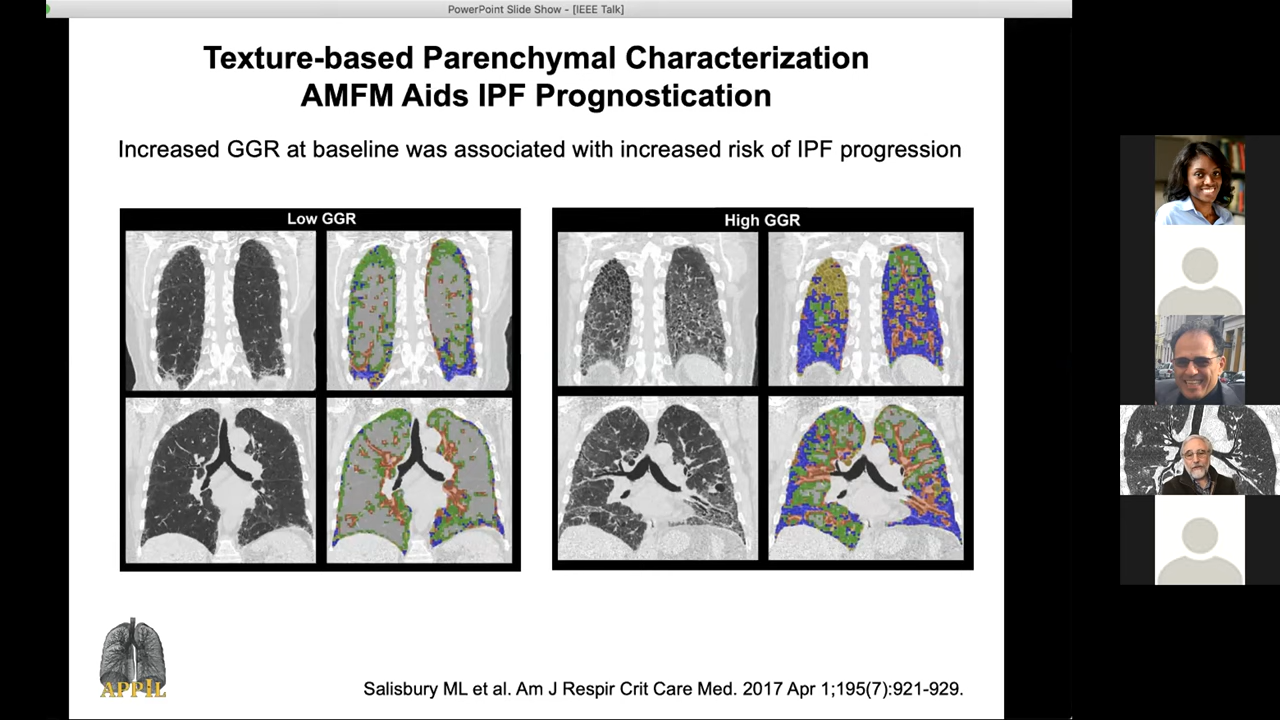 PowerPoint Slide Show - [IEEE Talk]
Texture-based Parenchymal Characterization
AMFM Aids IPF Prognostication
Increased GGR at baseline was associated with increased risk of IPF progression
Low GGR
High GGR
APPIL
Salisbury ML et al. Am J Respir Crit Care Med. 2017 Apr 1;195(7):921-929.